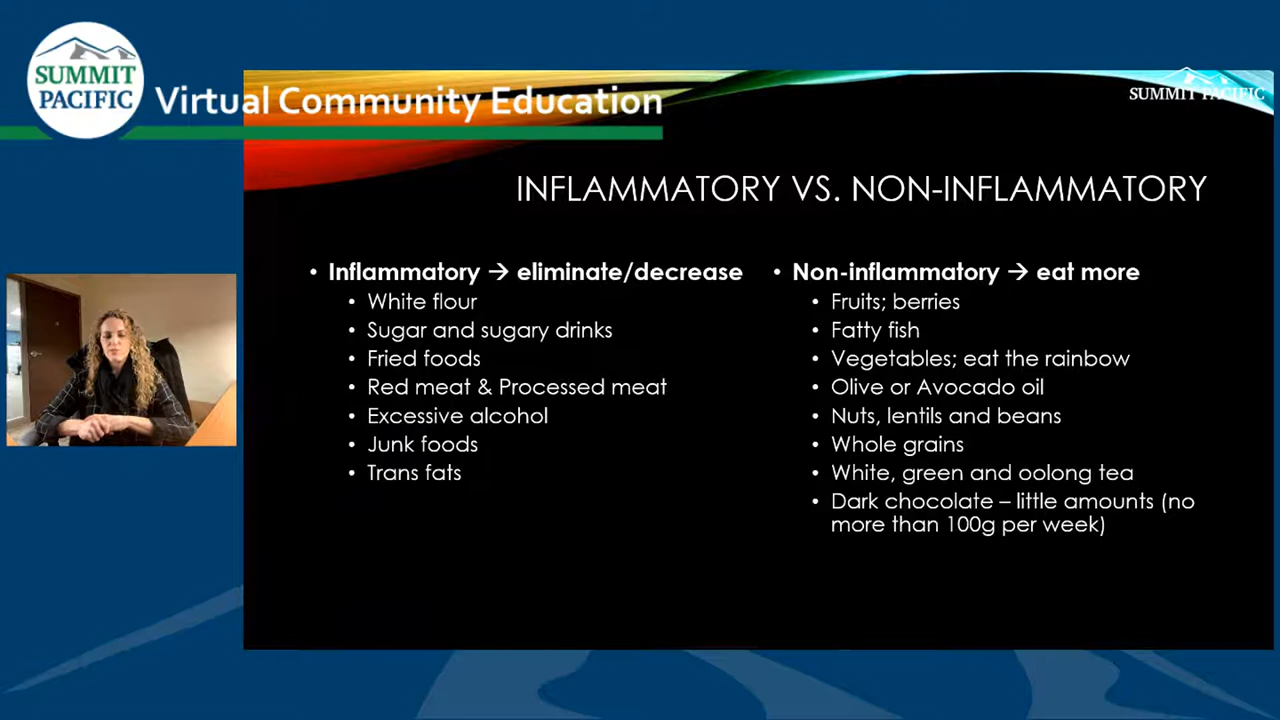 SUMMIT
PACIFIC
Virtual Community Education
SUMMIT PACIFIC
INFLAMMATORY VS. NON-INFLAMMATORY
• Inflammatory → eliminate/decrease
• White flour
• Sugar and sugary drinks
• Fried foods
• Red meat & Processed meat
• Excessive alcohol
• Junk foods
• Trans fats
• Non-inflammatory → eat more
• Fruits; berries
• Fatty fish
• Vegetables; eat the rainbow
• Olive or Avocado oil
• Nuts, lentils and beans
• Whole grains
• White, green and oolong tea
• Dark chocolate – little amounts (no
more than 100g per week)